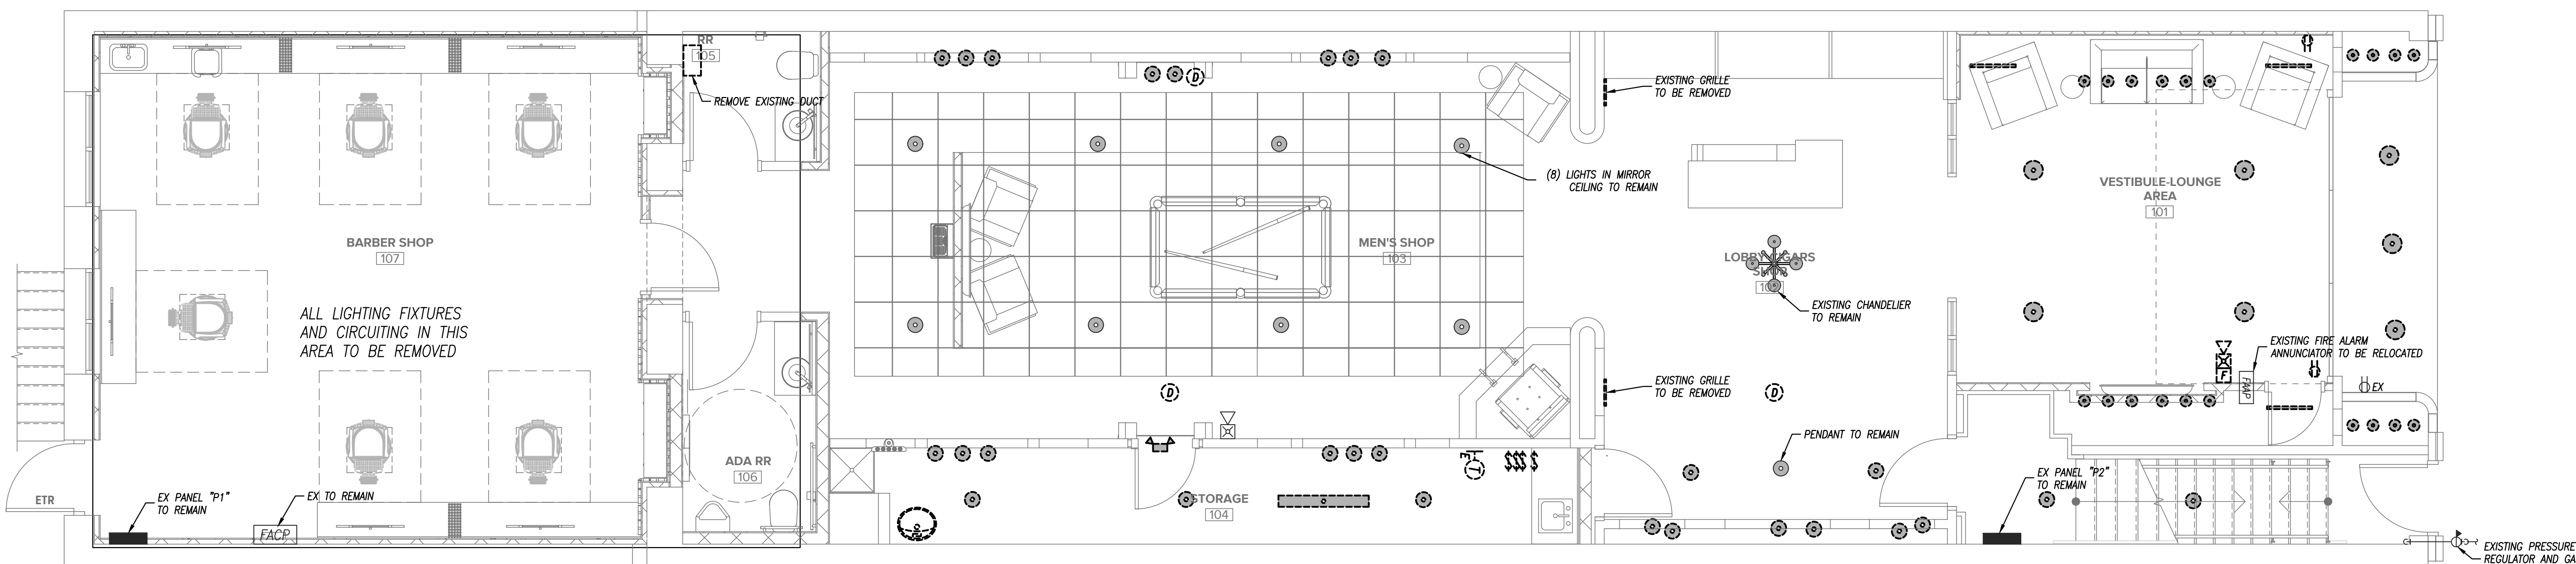 RR
105
REMOVE EXISTING DUCT
BARBER SHOP
107
ALL LIGHTING FIXTURES
AND CIRCUITING IN THIS
AREA TO BE REMOVED
ETR
EX PANEL "P1"
TO REMAIN
EX TO REMAIN
FACP
ADA RR
106
D
D
(8) LIGHTS IN MIRROR
CEILING TO REMAIN
MEN'S SHOP
103
STORAGE
104
T
$$$ $
EXISTING GRILLE
TO BE REMOVED
EXISTING GRILLE
TO BE REMOVED
LOBBY CIGARS
SHOP
EXISTING CHANDELIER
TO REMAIN
D
PENDANT TO REMAIN
VESTIBULE-LOUNGE
AREA
101
EXISTING FIRE ALARM
ANNUNCIATOR TO BE RELOCATED
F
FAAP
EX
EX PANEL "P2"
TO REMAIN
EXISTING PRESSURE
REGULATOR AND GA